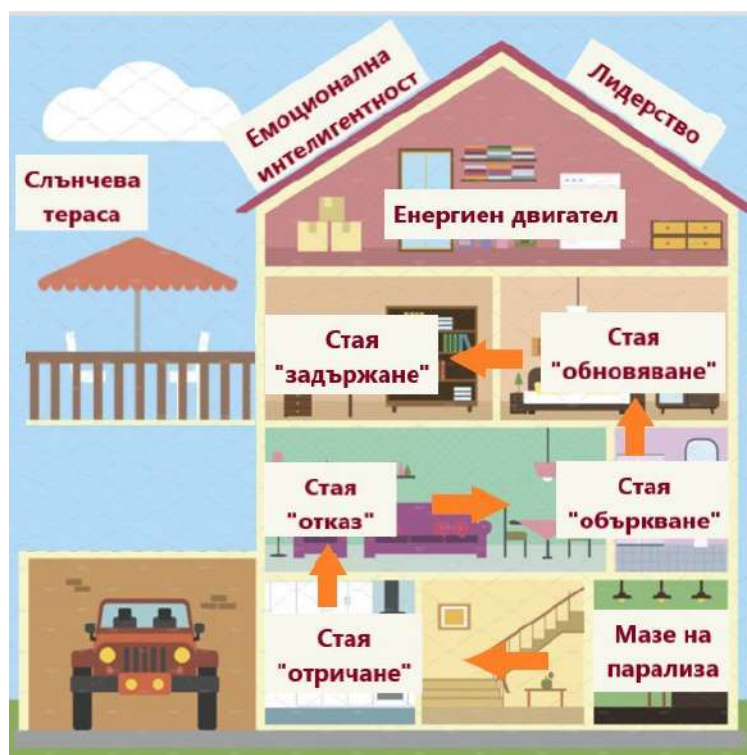 Емоционална
интелигентност
Лидерство
Слънчева
тераса
Енергиен двигател
Стая
"задържане"
Стая
"обновяване"
Стая
"отказ"
Стая
"объркване"
Стая
"отричане"
Мазе на
парализа